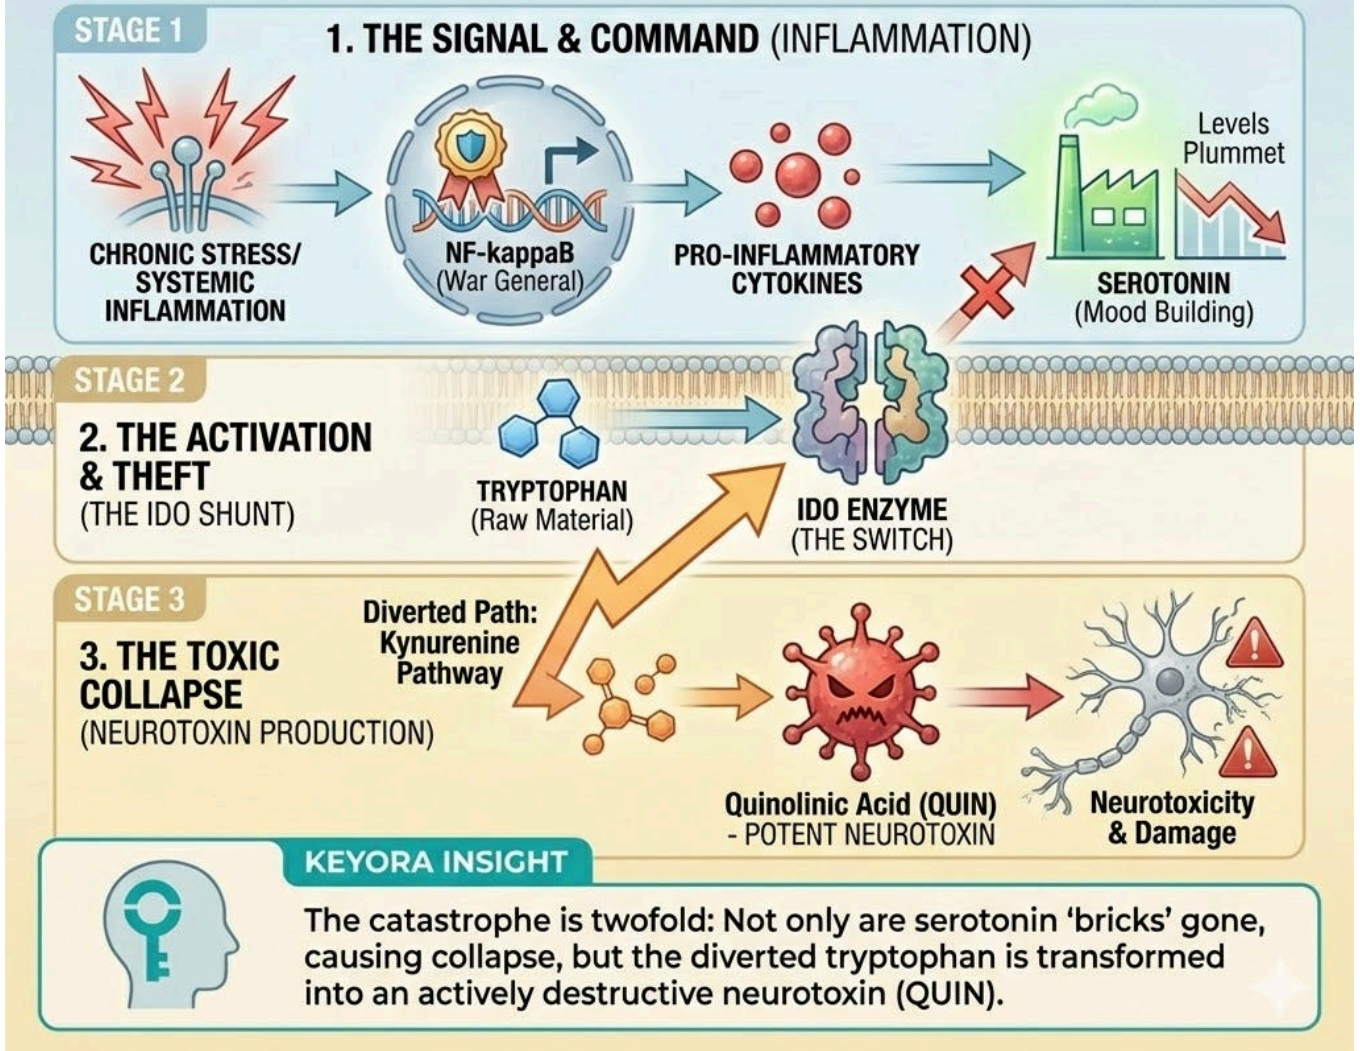 STAGE 1
1. THE SIGNAL & COMMAND (INFLAMMATION)
CHRONIC STRESS/
SYSTEMIC
INFLAMMATION
NF-kappaB
(War General)
PRO-INFLAMMATORY
CYTOKINES
Levels
Plummet
SEROTONIN
(Mood Building)
STAGE 2
2. THE ACTIVATION
& THEFT
(THE IDO SHUNT)
TRYPTOPHAN
(Raw Material)
IDO ENZYME
(THE SWITCH)
STAGE 3
3. THE TOXIC
COLLAPSE
(NEUROTOXIN PRODUCTION)
Diverted Path:
Kynurenine
Pathway
Quinolinic Acid (QUIN)
- POTENT NEUROTOXIN
Neurotoxicity
& Damage
KEYORA INSIGHT
The catastrophe is twofold: Not only are serotonin ‘bricks’ gone,
causing collapse, but the diverted tryptophan is transformed
into an actively destructive neurotoxin (QUIN).